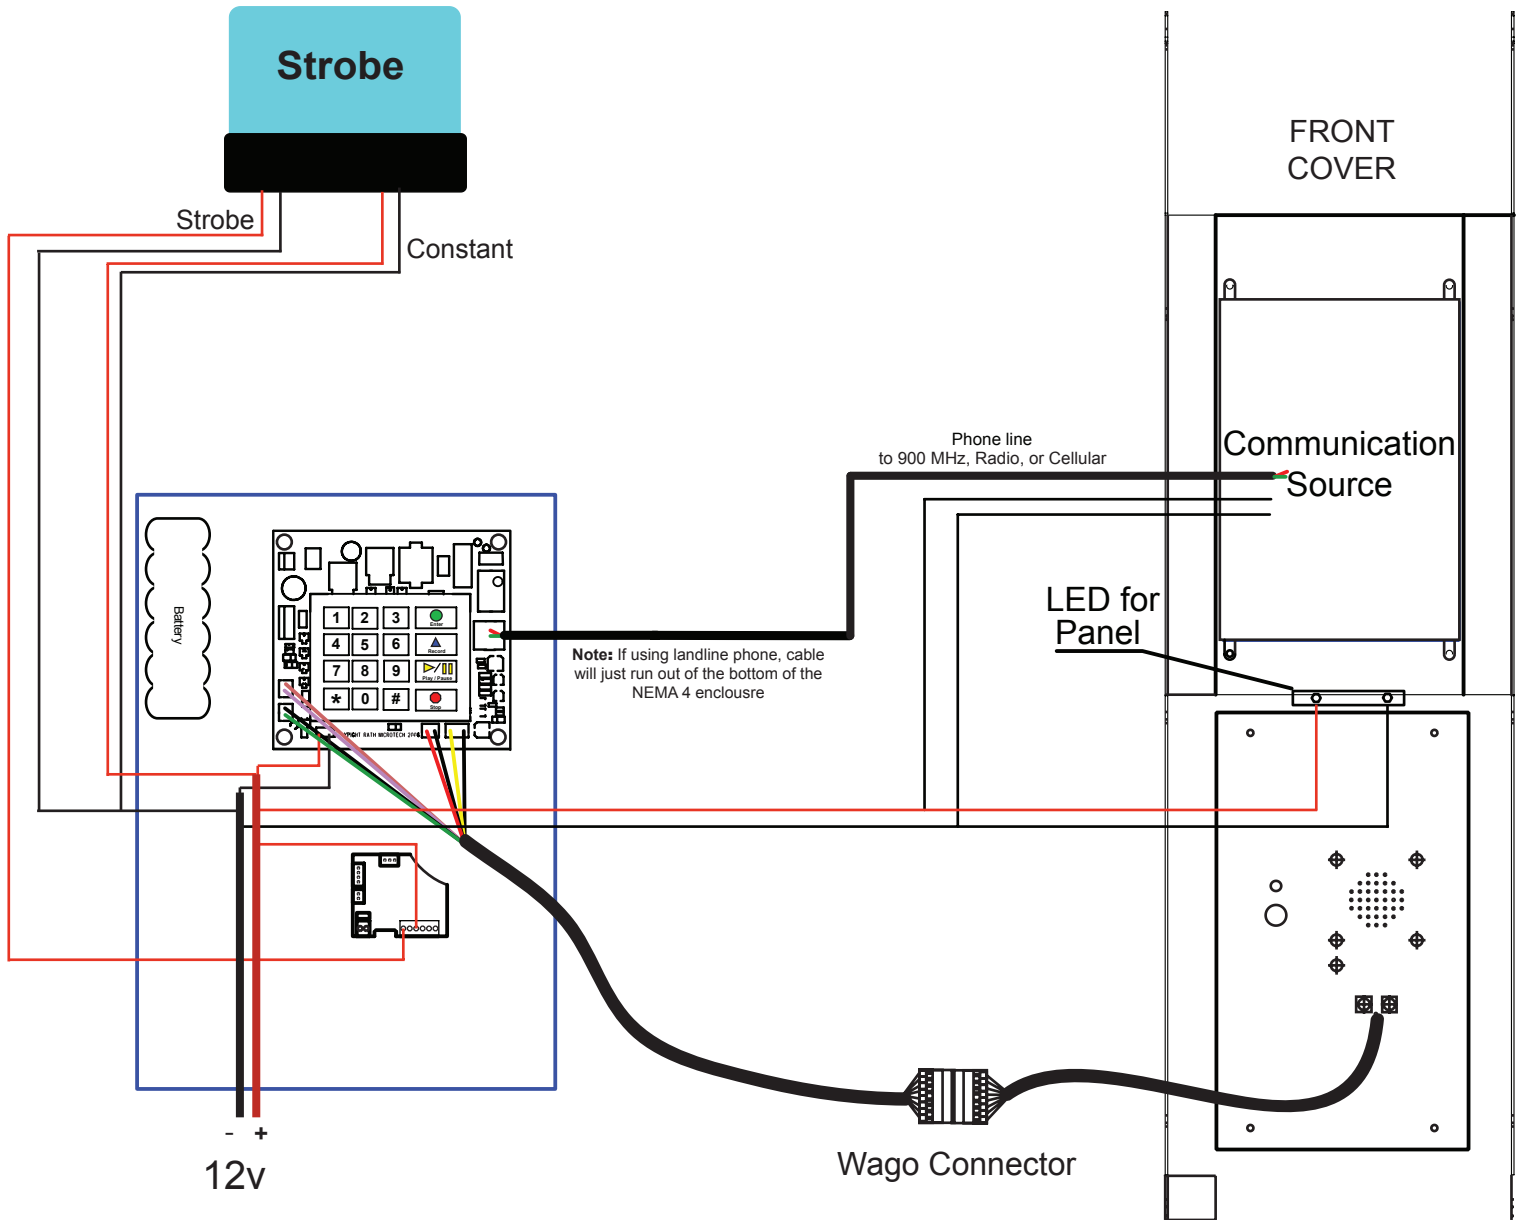 Strobe
FRONT
COVER
Strobe
Constant
Phone line
to 900 MHz, Radio, or Cellular
Communication
Source
Battery
1 2 3 Enter
4 5 6 Record
7 8 9 Play / Pause
* 0 # Stop
LED for
Panel
Note: If using landline phone, cable
will just run out of the bottom of the
NEMA 4 enclousre
RATH MICROTECH
- +
12v
Wago Connector